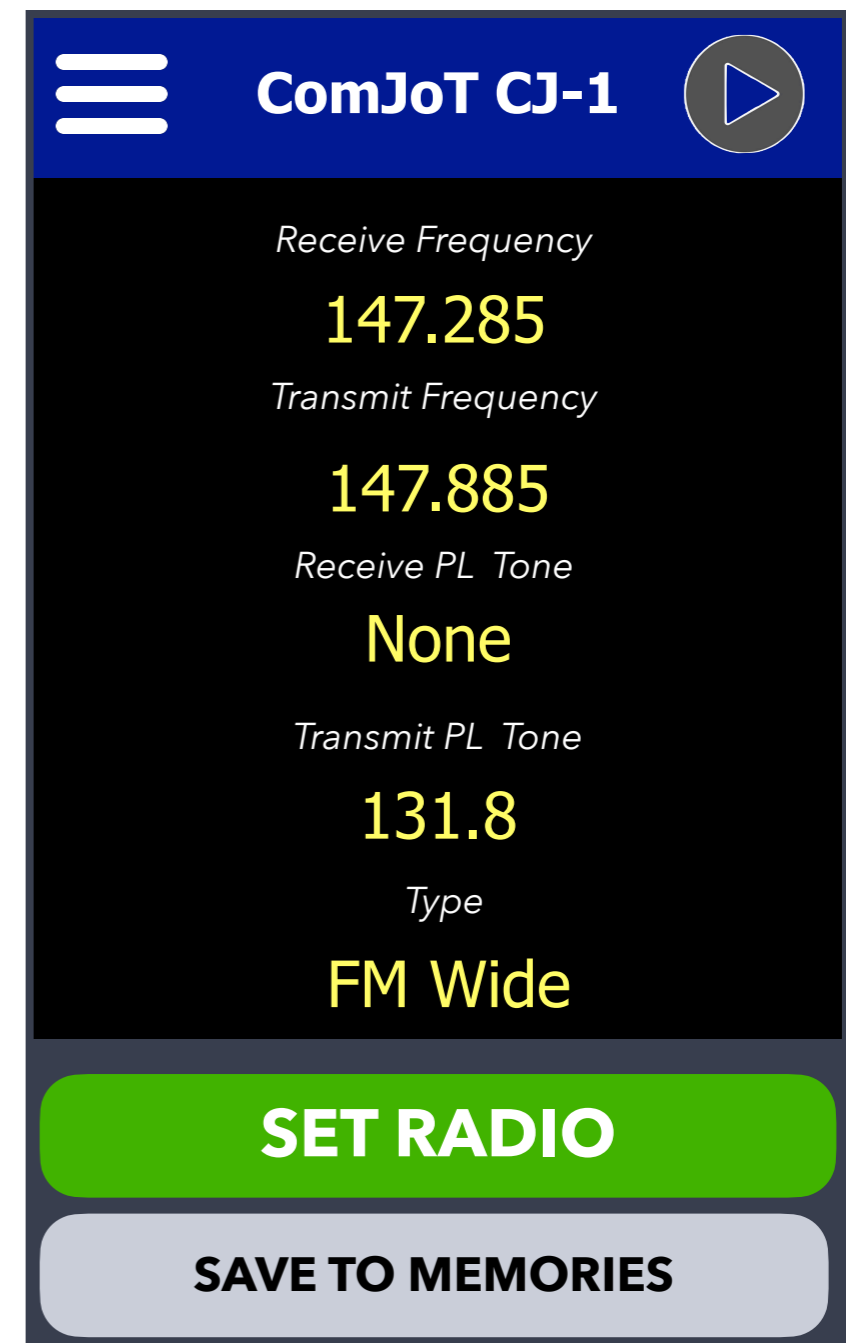 ComJoT CJ-1
Receive Frequency
147.285
Transmit Frequency
147.885
Receive PL Tone
None
Transmit PL Tone
131.8
Type
FM Wide
SET RADIO
SAVE TO MEMORIES